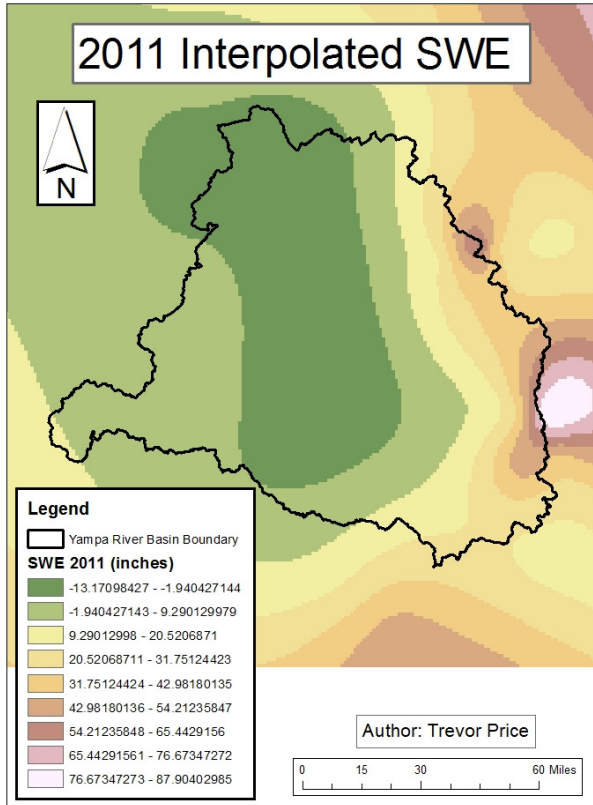 2011 Interpolated SWE
N
Legend
Yampa River Basin Boundary
SWE 2011 (inches)
-13.17098427 - -1.940427144
-1.940427143 - 9.290129979
9.29012998 - 20.5206871
20.52068711 - 31.75124423
31.75124424 - 42.98180135
42.98180136 - 54.21235847
54.21235848 - 65.4429156
65.44291561 - 76.67347272
76.67347273 - 87.90402985
Author: Trevor Price
0 15 30 60 Miles